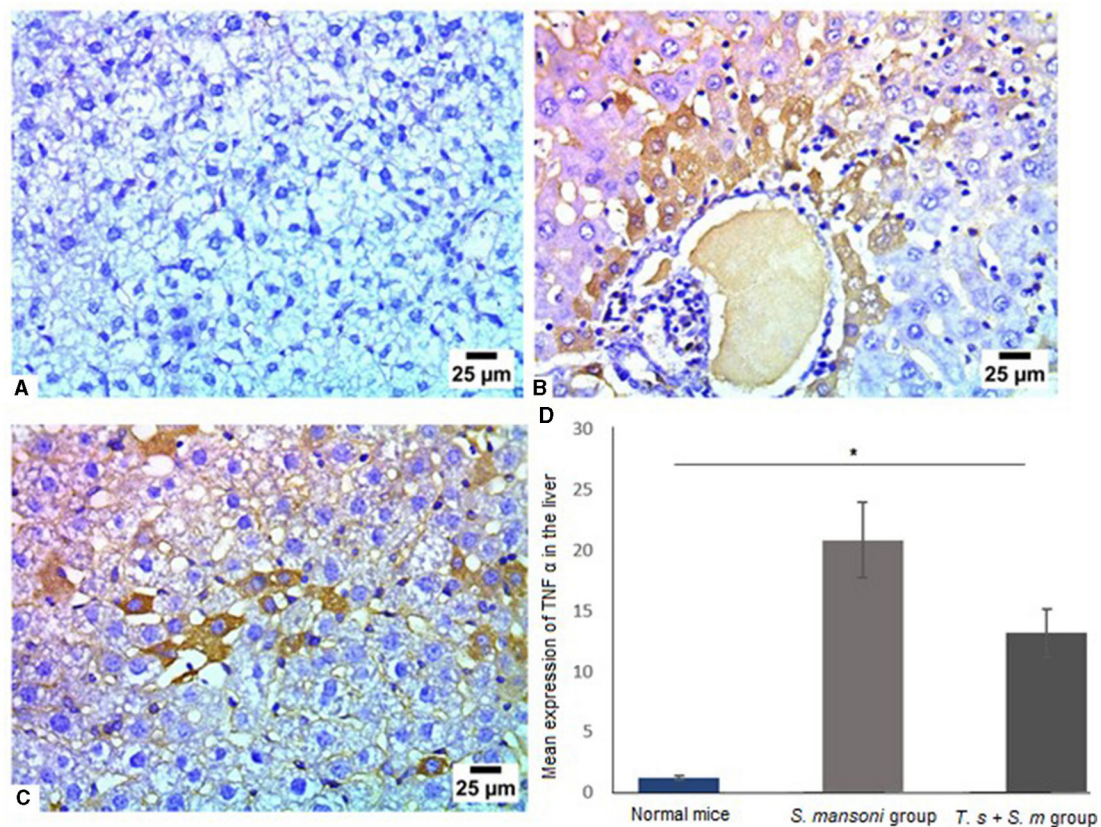 25 µm
A
25 µm
B
25 µm
C
D
Mean expression of TNF α in the liver
30
25
20
15
10
5
0
*
Normal mice
S. mansoni group
T. s + S. m group